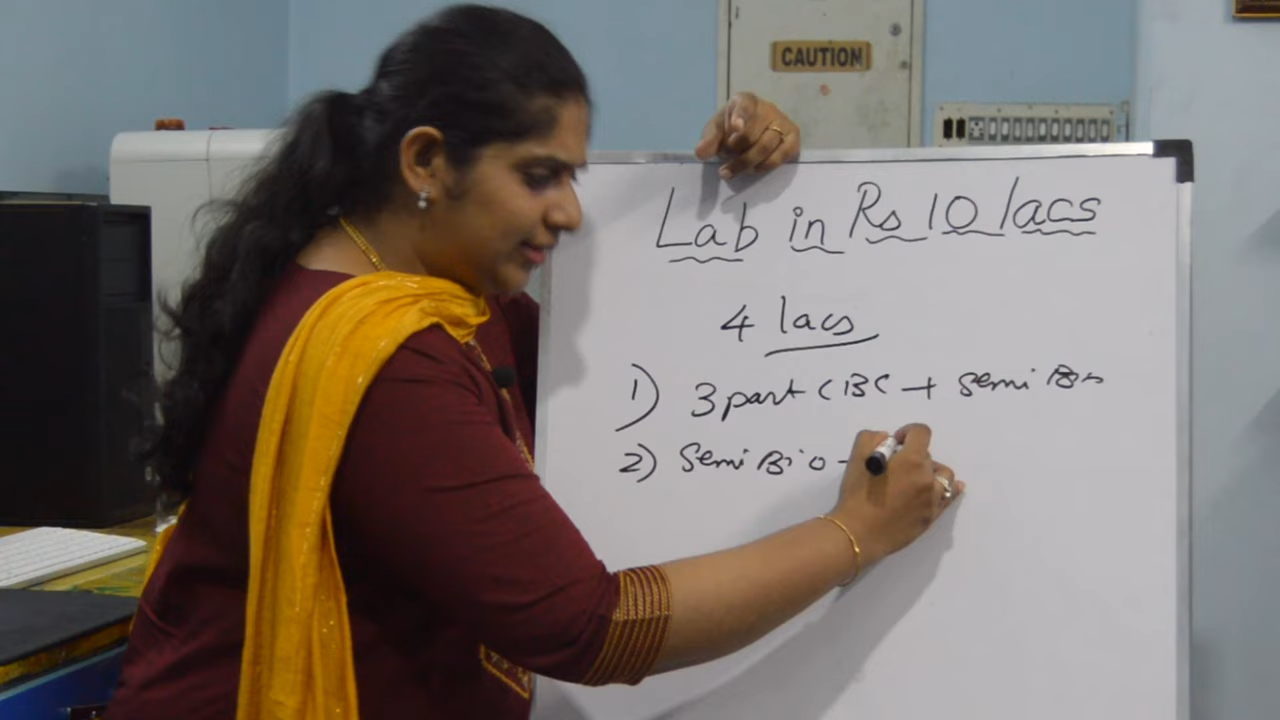 CAUTION
Lab in Rs 10 lacs
4 lacs
1) 3 part CBC + Semi Bio
2) Semi Bio -